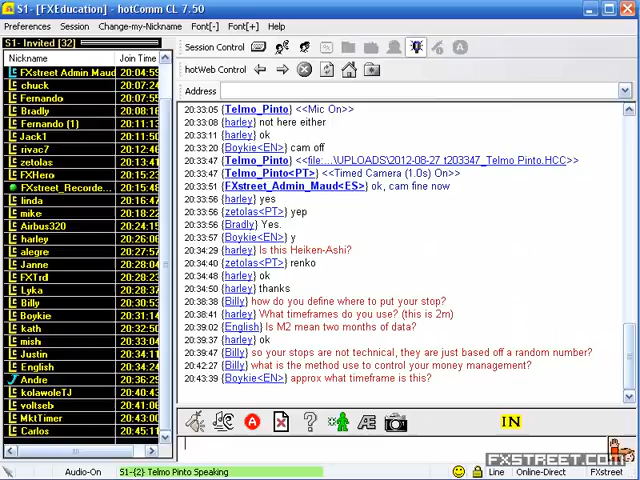 S1- [FXEducation] - hotComm CL 7.50
Preferences Session Change-my-Nickname Font[-] Font[+] Help
S1- Invited [32]
Nickname Join Time
FXstreet Admin Maud 20:04:55
chuck 20:07:24
Fernando 20:07:27
Bradly 20:08:16
Fernando (1) 20:11:35
Jack1 20:11:50
rivac7 20:12:46
zetolas 20:13:40
FXHero 20:15:15
FXstreet_Recorde... 20:15:48
linda 20:16:05
mike 20:18:22
Airbus320 20:24:24
harley 20:26:05
alegre 20:27:57
Janne 20:28:05
FXTrd 20:28:05
Lyka 20:28:36
Billy 20:30:15
Boykie 20:31:14
kath 20:32:51
mish 20:33:19
Justin 20:34:14
English 20:34:21
Andre 20:36:29
kolawoleTJ 20:40:43
voltseb 20:41:06
MktTimer 20:43:00
Carlos 20:45:11
Session Control
hotWeb Control
Address
20:33:05 {Telmo_Pinto} <<Mic On>>
20:33:08 {harley} not here either
20:33:11 {harley} ok
20:33:20 {Boykie<EN>} cam off
20:33:47 {Telmo_Pinto} <<file:...\UPLOADS\2012-08-27 t203347_Telmo Pinto.HCC>>
20:33:47 {Telmo_Pinto<PT>} <<Timed Camera (1.0s) On>>
20:33:51 {FXstreet_Admin_Maud<ES>} ok, cam fine now
20:33:56 {harley} yes
20:33:56 {zetolas<PT>} yep
20:33:56 {Bradly} Yes.
20:33:57 {Boykie<EN>} y
20:34:29 {harley} Is this Heiken-Ashi?
20:34:40 {zetolas<PT>} renko
20:34:48 {harley} ok
20:34:50 {harley} thanks
20:38:38 {Billy} how do you define where to put your stop?
20:38:41 {harley} What timeframes do you use? (this is 2m)
20:39:02 {English} Is M2 mean two months of data?
20:39:37 {harley} ok
20:39:47 {Billy} so your stops are not technical, they are just based off a random number?
20:42:27 {Billy} what is the method use to control your money management?
20:43:39 {Boykie<EN>} approx what timeframe is this?
IN
Audio-On S1-{2} Telmo Pinto Speaking Line Online-Direct FXstreet
FXSTREET.COM